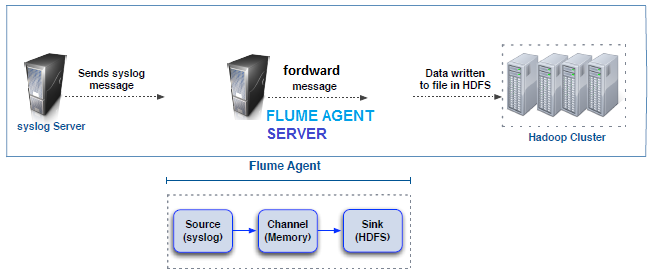 Sends syslog
message
syslog Server
fordward
message
FLUME AGENT
SERVER
Data written
to file in HDFS
Hadoop Cluster
Flume Agent
Source
(syslog)
Channel
(Memory)
Sink
(HDFS)